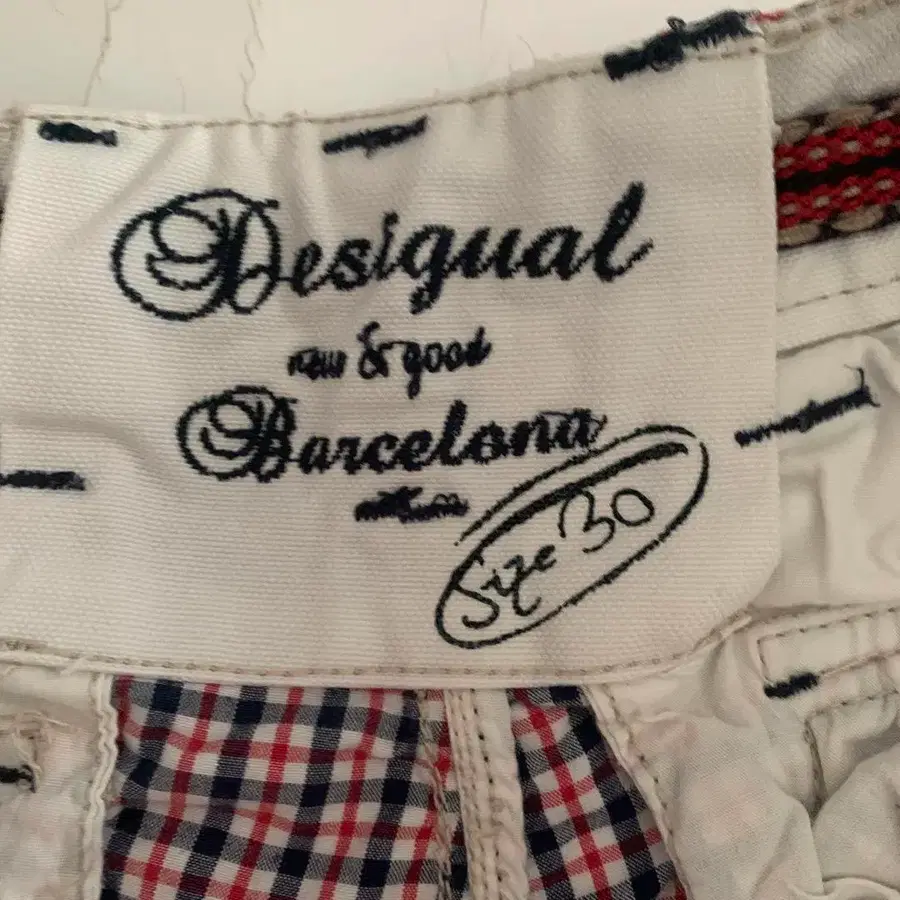 Desigual
new & good
Barcelona
Size 30